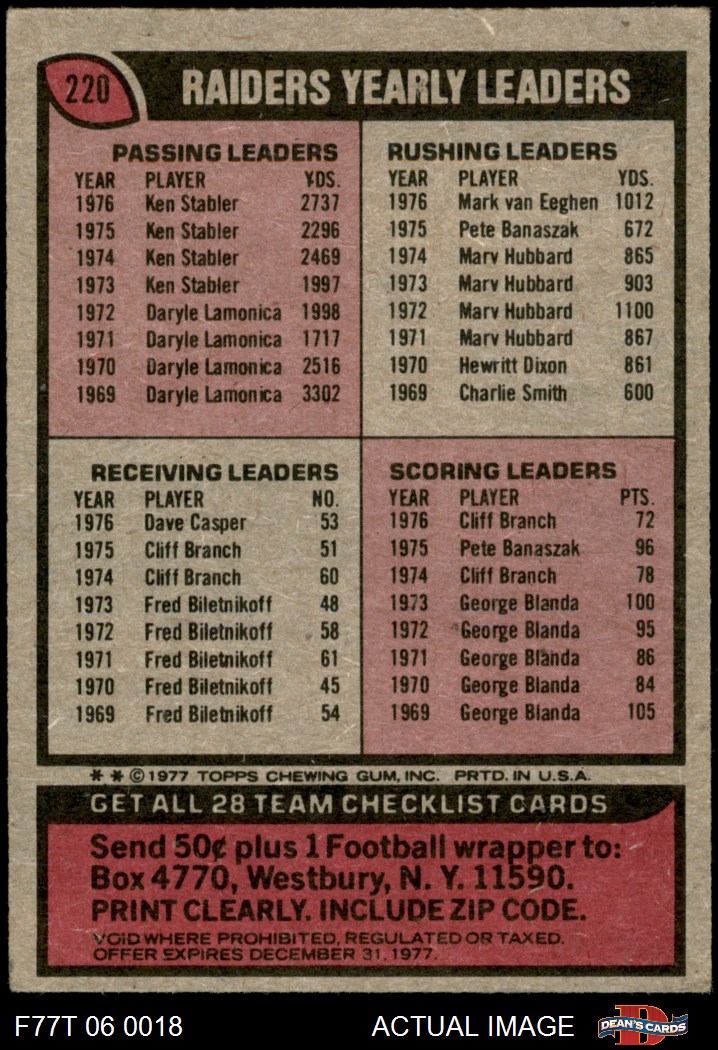 220
RAIDERS YEARLY LEADERS
PASSING LEADERS
YEAR PLAYER YDS.
1976 Ken Stabler 2737
1975 Ken Stabler 2296
1974 Ken Stabler 2469
1973 Ken Stabler 1997
1972 Daryle Lamonica 1998
1971 Daryle Lamonica 1717
1970 Daryle Lamonica 2516
1969 Daryle Lamonica 3302
RUSHING LEADERS
YEAR PLAYER YDS.
1976 Mark van Eeghen 1012
1975 Pete Banaszak 672
1974 Marv Hubbard 865
1973 Marv Hubbard 903
1972 Marv Hubbard 1100
1971 Marv Hubbard 867
1970 Hewritt Dixon 861
1969 Charlie Smith 600
RECEIVING LEADERS
YEAR PLAYER NO.
1976 Dave Casper 53
1975 Cliff Branch 51
1974 Cliff Branch 60
1973 Fred Biletnikoff 48
1972 Fred Biletnikoff 58
1971 Fred Biletnikoff 61
1970 Fred Biletnikoff 45
1969 Fred Biletnikoff 54
SCORING LEADERS
YEAR PLAYER PTS.
1976 Cliff Branch 72
1975 Pete Banaszak 96
1974 Cliff Branch 78
1973 George Blanda 100
1972 George Blanda 95
1971 George Blanda 86
1970 George Blanda 84
1969 George Blanda 105
* * © 1977 TOPPS CHEWING GUM, INC. PRTD. IN U.S.A.
GET ALL 28 TEAM CHECKLIST CARDS
Send 50¢ plus 1 Football wrapper to:
Box 4770, Westbury, N. Y. 11590.
PRINT CLEARLY. INCLUDE ZIP CODE.
VOID WHERE PROHIBITED, REGULATED OR TAXED.
OFFER EXPIRES DECEMBER 31, 1977.
F77T 06 0018 ACTUAL IMAGE D DEAN'S CARDS